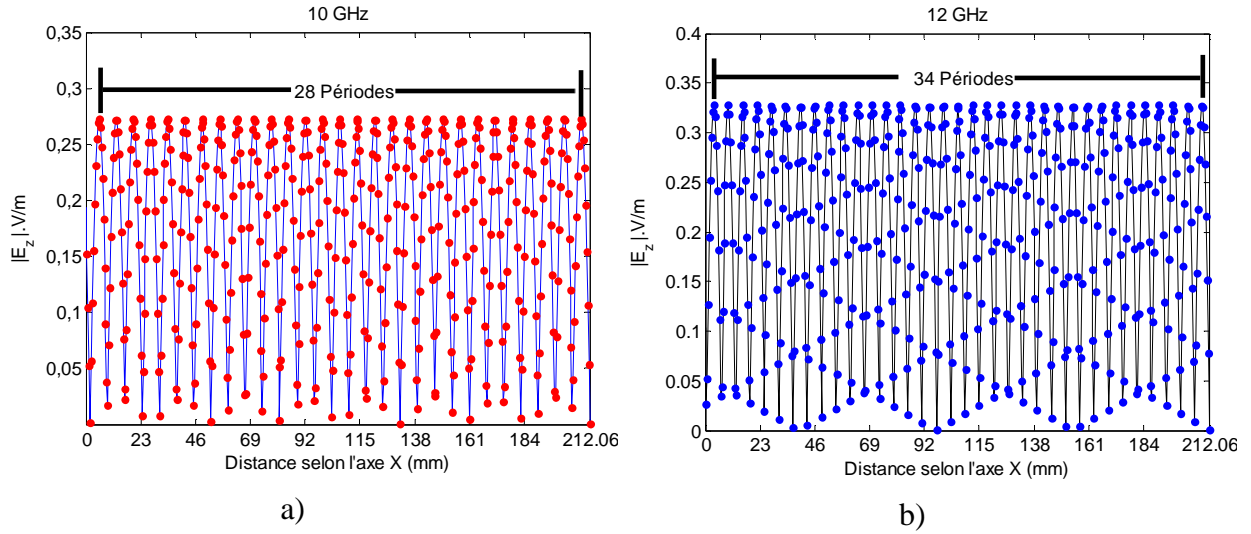 10 GHz
0,35
0,3
0,25
0,2
0,15
0,1
0,05
28 Périodes
|E_z|.V/m
0 23 46 69 92 115 138 161 184 212.06
Distance selon l'axe X (mm)
a)
12 GHz
0.4
0.35
0.3
0.25
0.2
0.15
0.1
0.05
0
34 Périodes
|E_z|.V/m
0 23 46 69 92 115 138 161 184 212.06
Distance selon l'axe X (mm)
b)